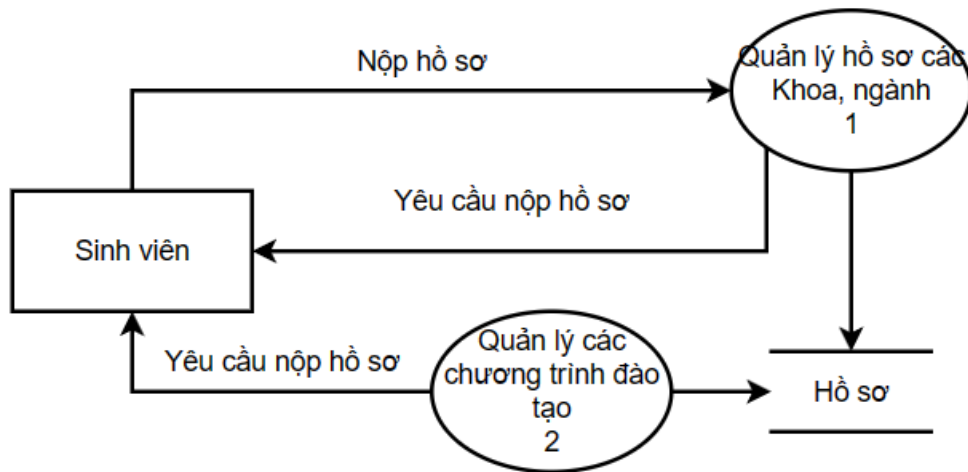 Nộp hồ sơ
Quản lý hồ sơ các
Khoa, ngành
1
Yêu cầu nộp hồ sơ
Sinh viên
Yêu cầu nộp hồ sơ
Quản lý các
chương trình đào
tạo
2
Hồ sơ